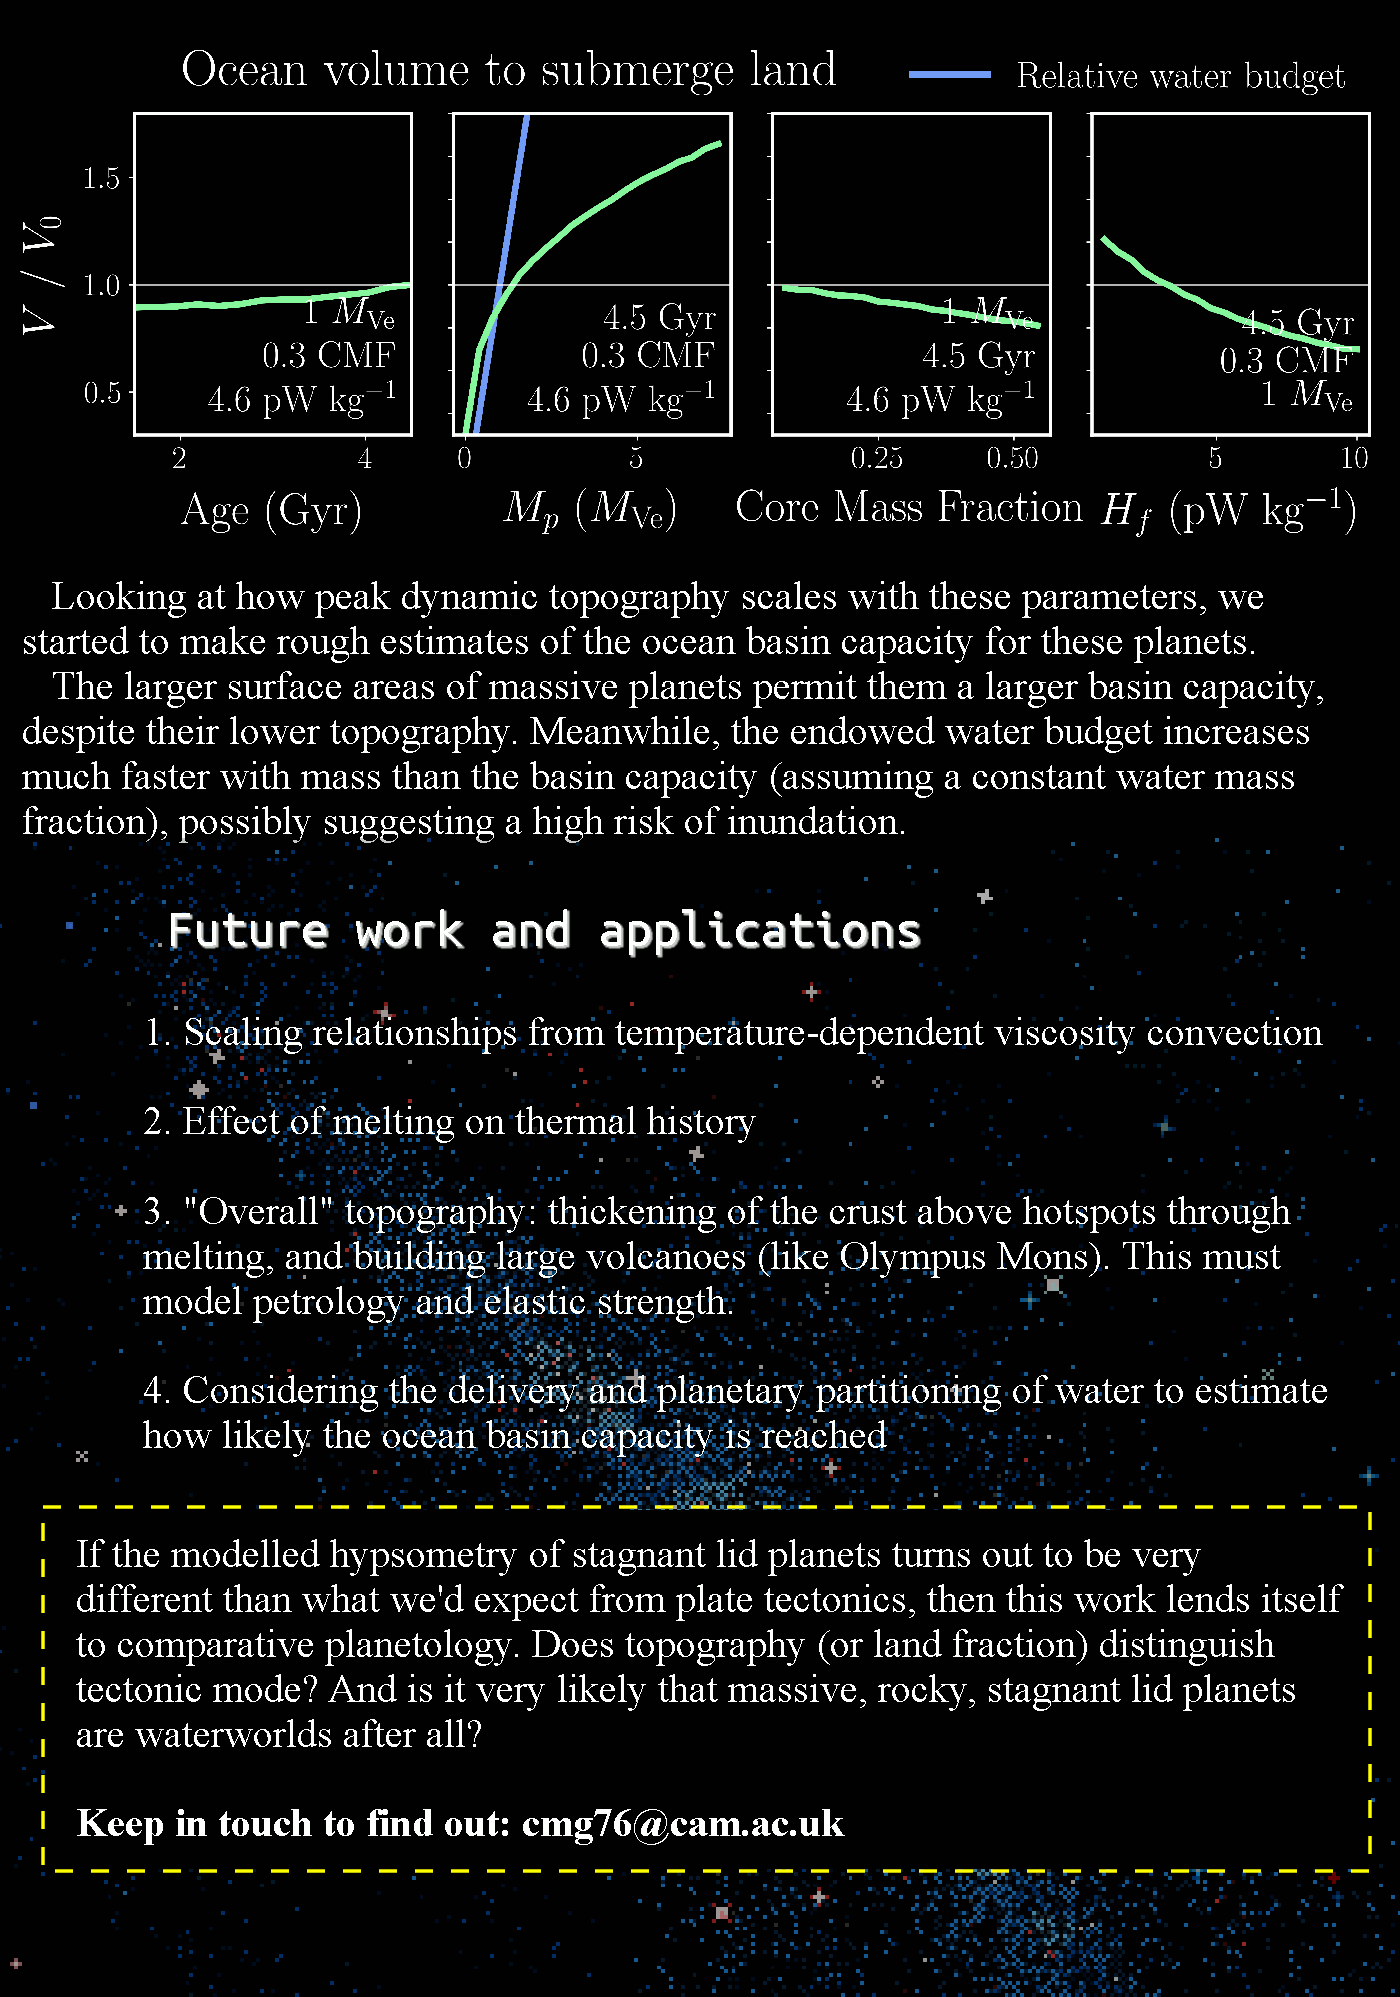 Ocean volume to submerge land
Relative water budget
V / V₀
1.5
1.0
0.5
1 M_Ve
0.3 CMF
4.6 pW kg⁻¹
2 4
Age (Gyr)
4.5 Gyr
0.3 CMF
4.6 pW kg⁻¹
0 5
M_p (M_Ve)
1 M_Ve
4.5 Gyr
4.6 pW kg⁻¹
0.25 0.50
Core Mass Fraction
4.5 Gyr
0.3 CMF
1 M_Ve
5 10
H_f (pW kg⁻¹)
Looking at how peak dynamic topography scales with these parameters, we
started to make rough estimates of the ocean basin capacity for these planets.
The larger surface areas of massive planets permit them a larger basin capacity,
despite their lower topography. Meanwhile, the endowed water budget increases
much faster with mass than the basin capacity (assuming a constant water mass
fraction), possibly suggesting a high risk of inundation.
Future work and applications
1. Scaling relationships from temperature-dependent viscosity convection
2. Effect of melting on thermal history
3. "Overall" topography: thickening of the crust above hotspots through
melting, and building large volcanoes (like Olympus Mons). This must
model petrology and elastic strength.
4. Considering the delivery and planetary partitioning of water to estimate
how likely the ocean basin capacity is reached
If the modelled hypsometry of stagnant lid planets turns out to be very
different than what we'd expect from plate tectonics, then this work lends itself
to comparative planetology. Does topography (or land fraction) distinguish
tectonic mode? And is it very likely that massive, rocky, stagnant lid planets
are waterworlds after all?
Keep in touch to find out: cmg76@cam.ac.uk